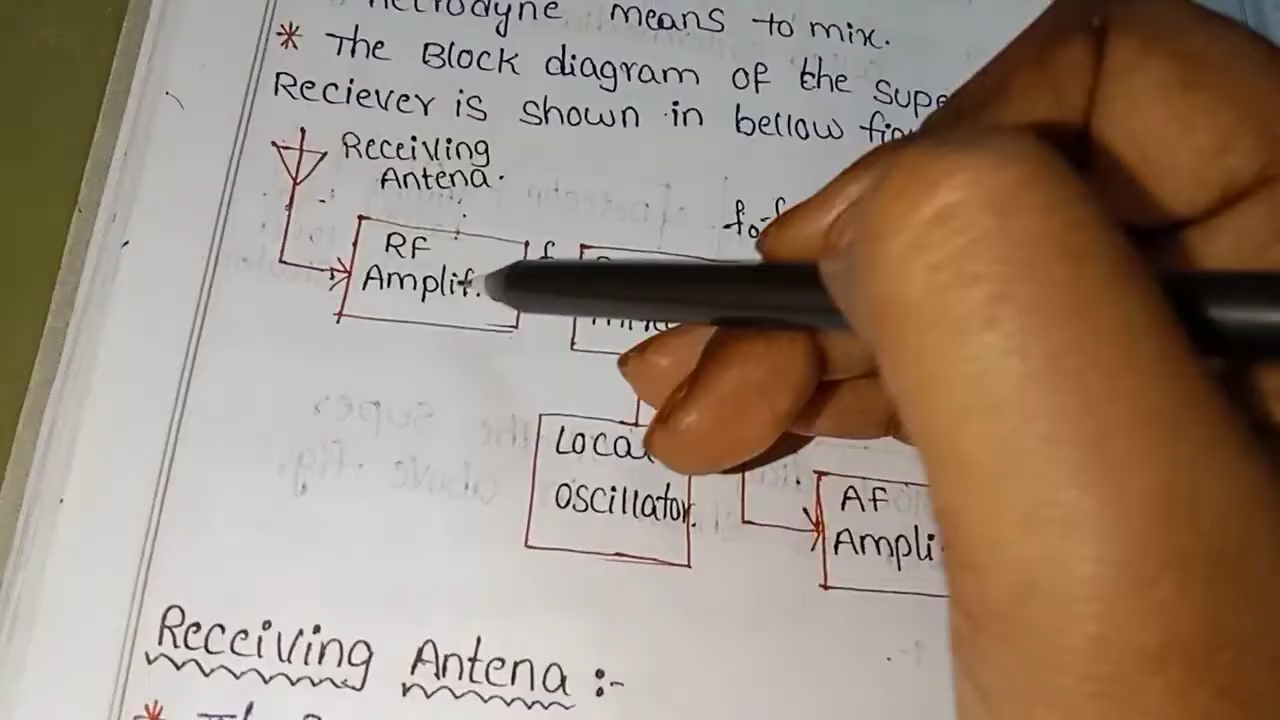 means to mix.
* The Block diagram of the
Reciever is shown in bellow
Receiving
Antena.
RF
Amplif.
Local
oscillator.
AF
Ampli
Receiving Antena :-
*